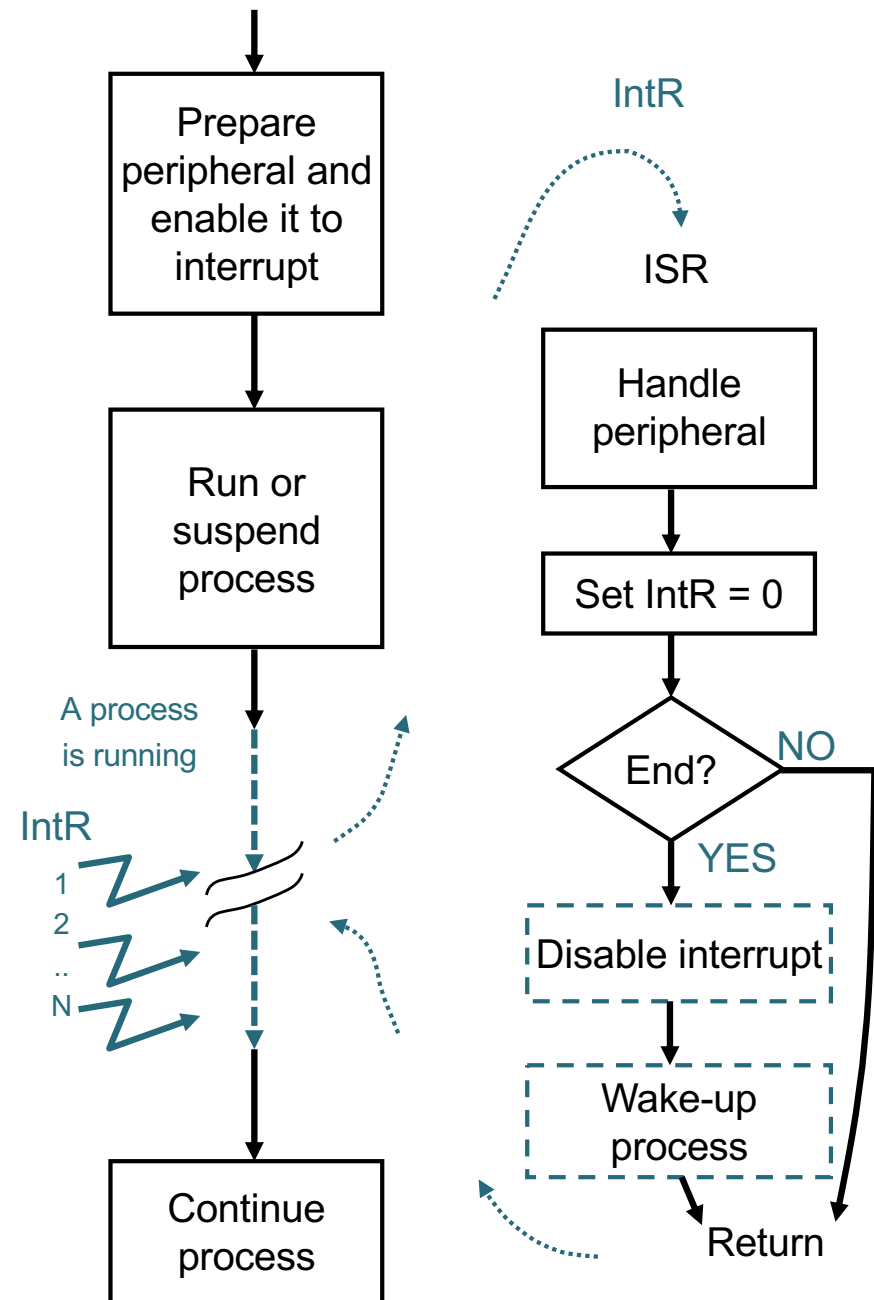 Prepare
peripheral and
enable it to
interrupt
Run or
suspend
process
A process
is running
IntR
1
2
..
N
Continue
process
IntR
ISR
Handle
peripheral
Set IntR = 0
End?
NO
YES
Disable interrupt
Wake-up
process
Return